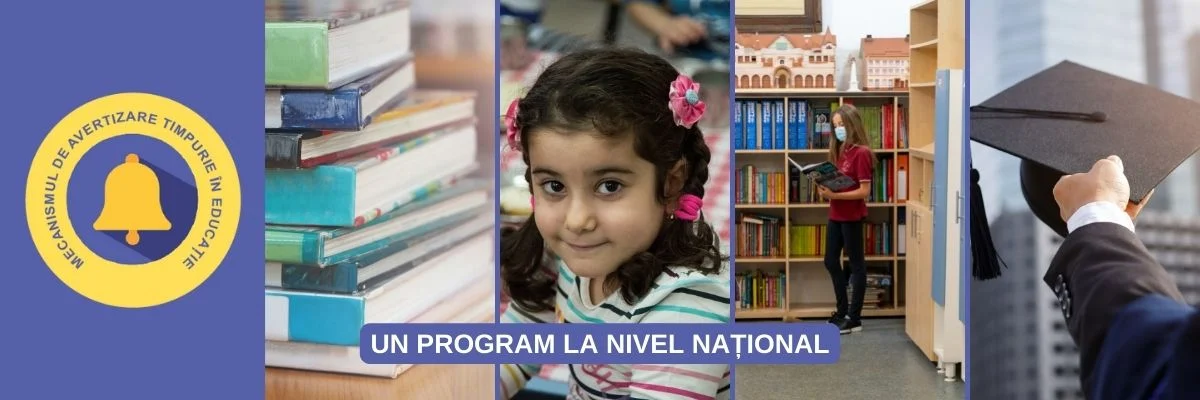 MECANISMUL DE AVERTIZARE TIMPURIE ÎN EDUCAȚIE
UN PROGRAM LA NIVEL NAȚIONAL